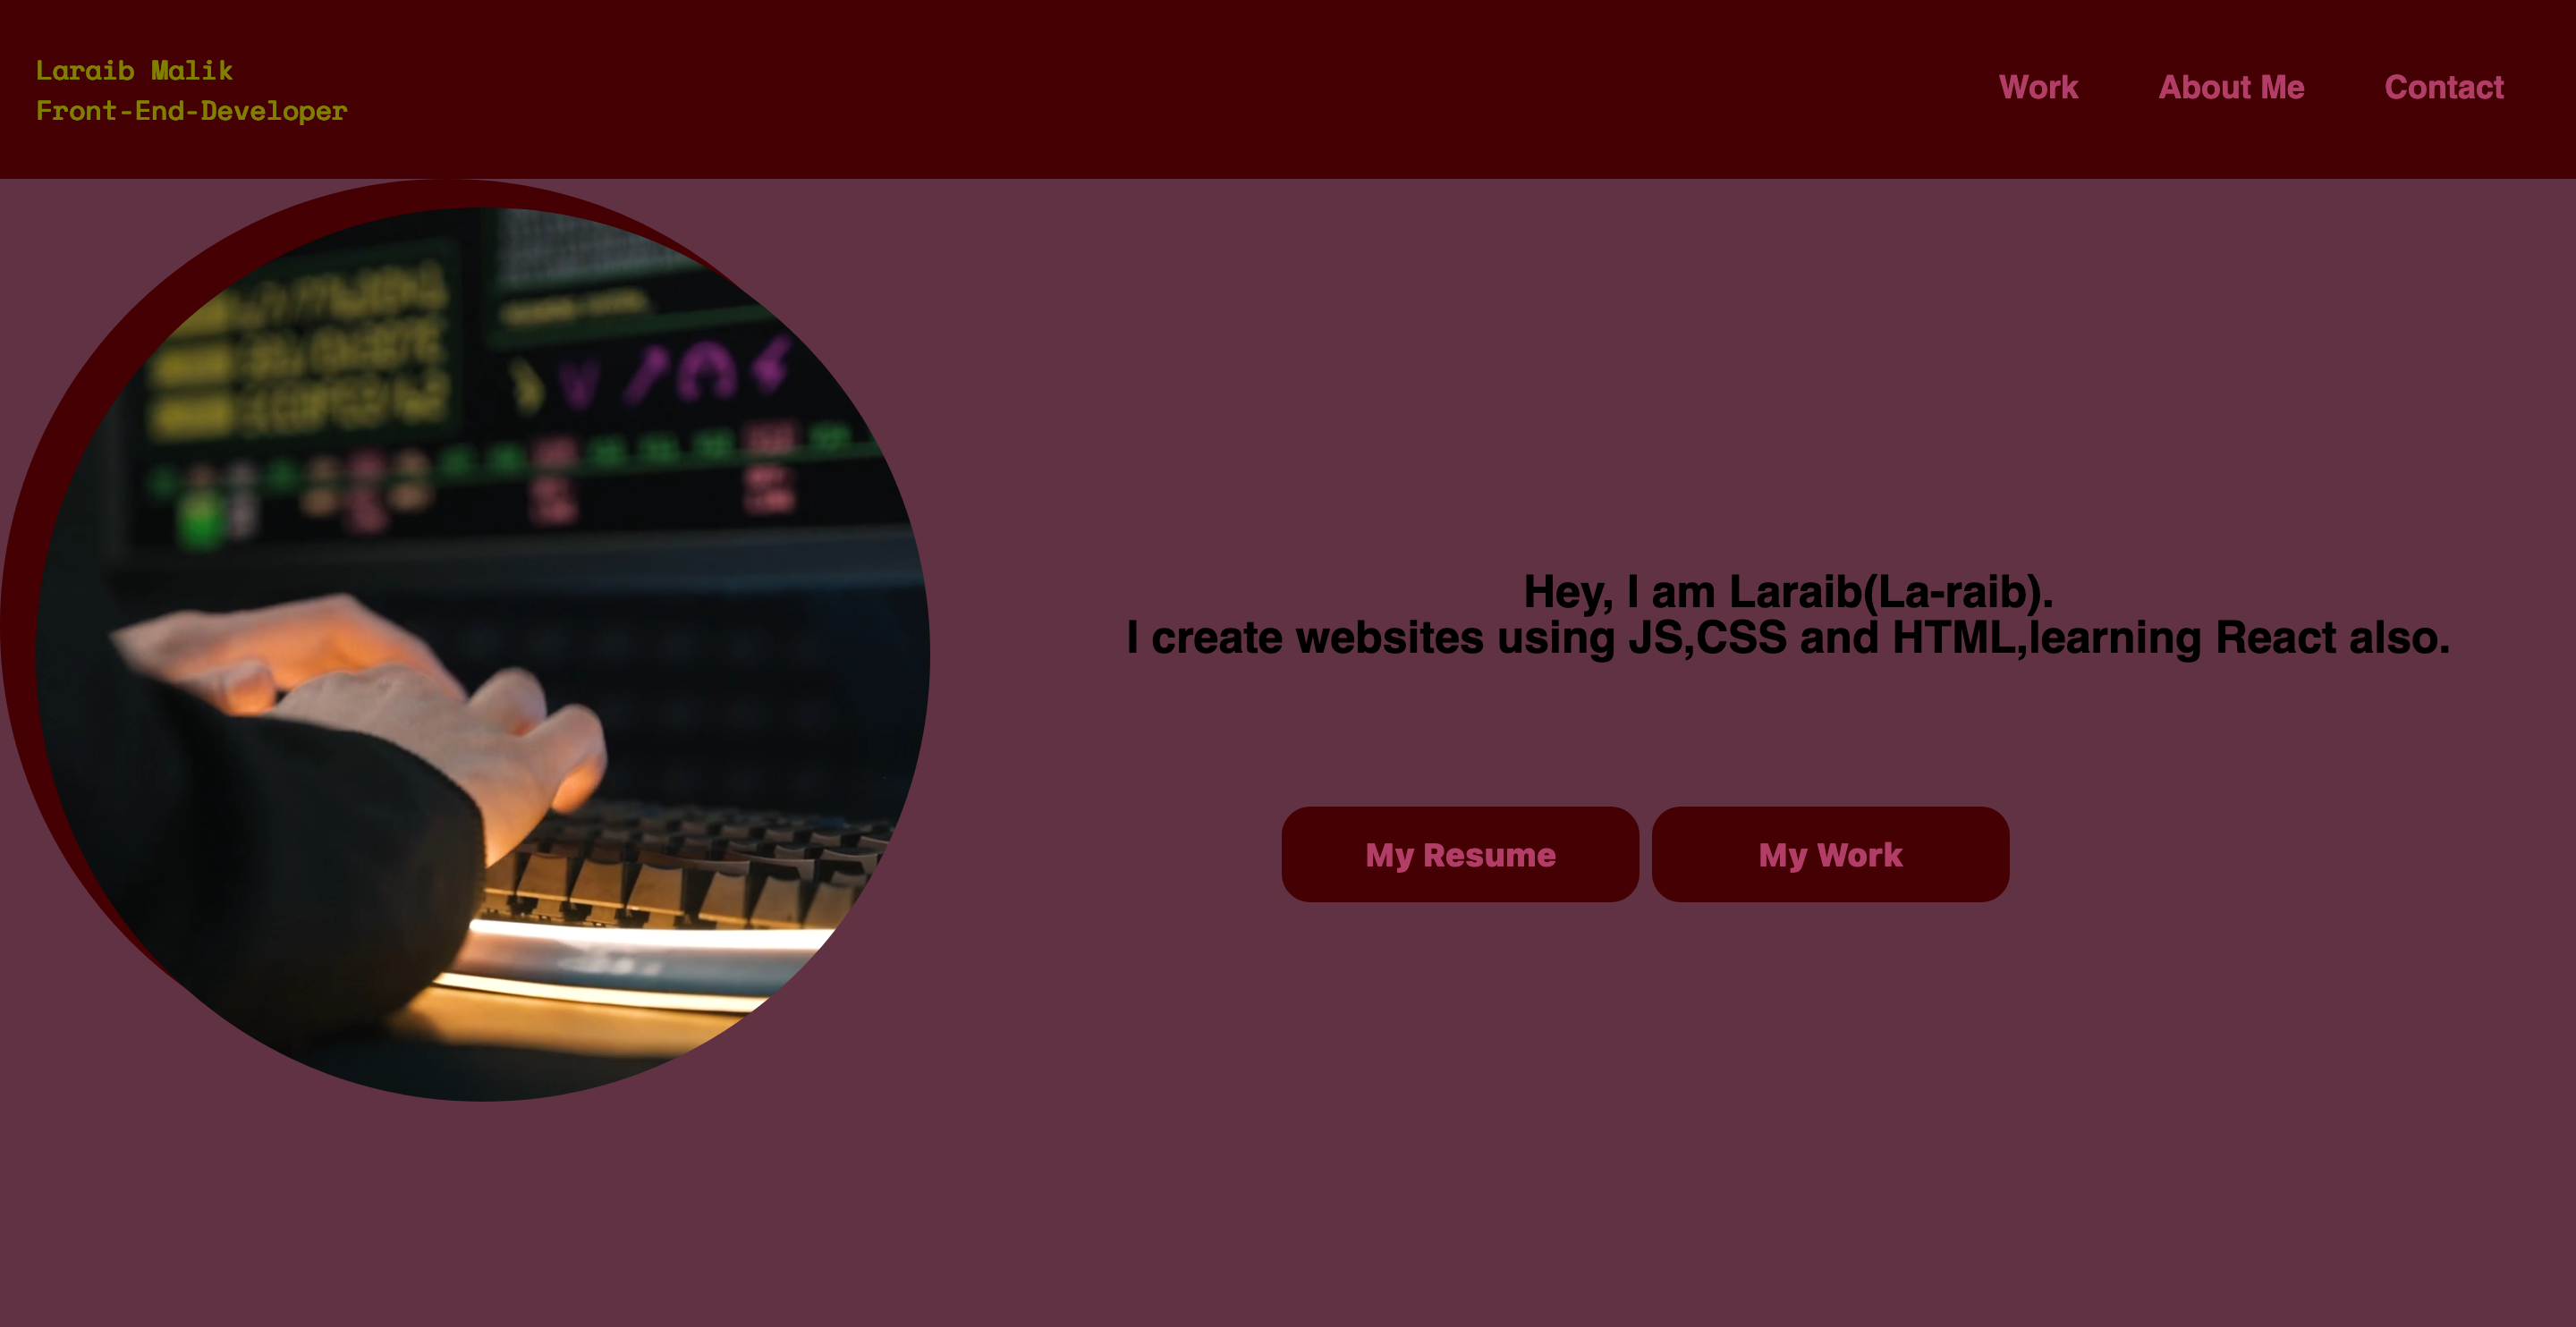 Laraib Malik
Front-End-Developer
Work
About Me
Contact
Hey, I am Laraib(La-raib).
I create websites using JS,CSS and HTML,learning React also.
My Resume
My Work